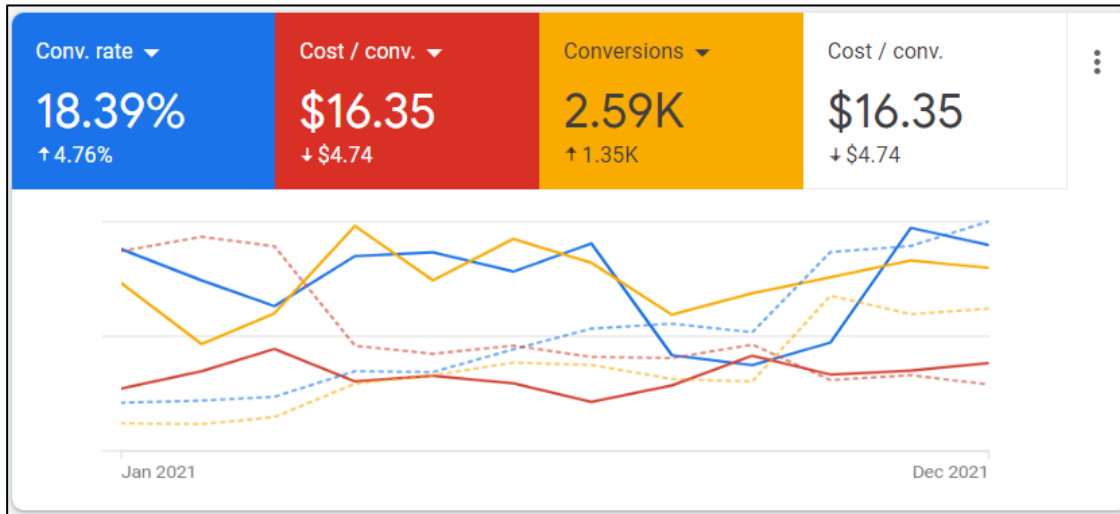 Conv. rate
18.39%
↑ 4.76%
Cost / conv.
$16.35
↓ $4.74
Conversions
2.59K
↑ 1.35K
Cost / conv.
$16.35
↓ $4.74
Jan 2021
Dec 2021